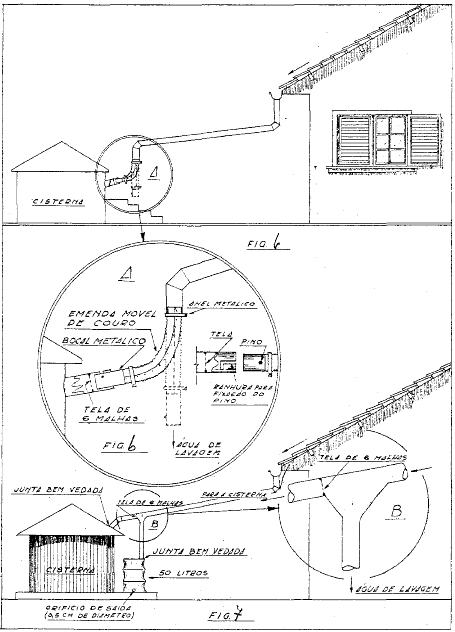 A
CISTERNA
FIG. 6
A
EMENDA MOVEL
DE COURO
BOCAL METALICO
ANEL METALICO
TELA
PINO
RANHURA PARA
FIXAÇÃO DO
PINO
TELA DE
6 MALHAS
FIG. 6
AGUA DE
LAVAGEM
TELA DE 6 MALHAS
JUNTA BEM VEDADA
TELA DE 6 MALHAS
PARA A CISTERNA
B
B
JUNTA BEM VEDADA
CISTERNA
50 LITROS
AGUA DE LAVAGEM
ORIFICIO DE SAIDA
(0,5 CM DE DIAMETRO)
FIG. 7